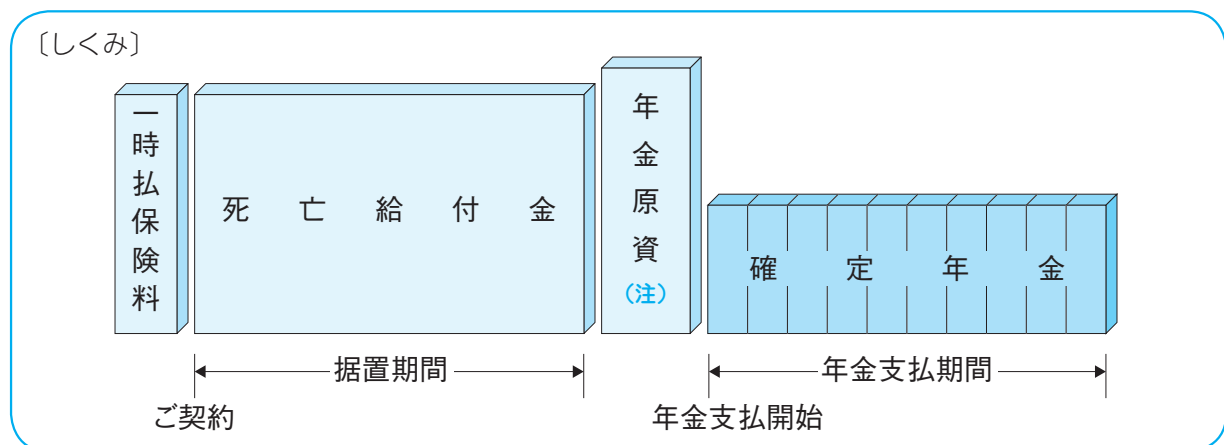 〔しくみ〕
一時払保険料
死亡給付金
年金原資
（注）
確定年金
据置期間
年金支払期間
ご契約
年金支払開始